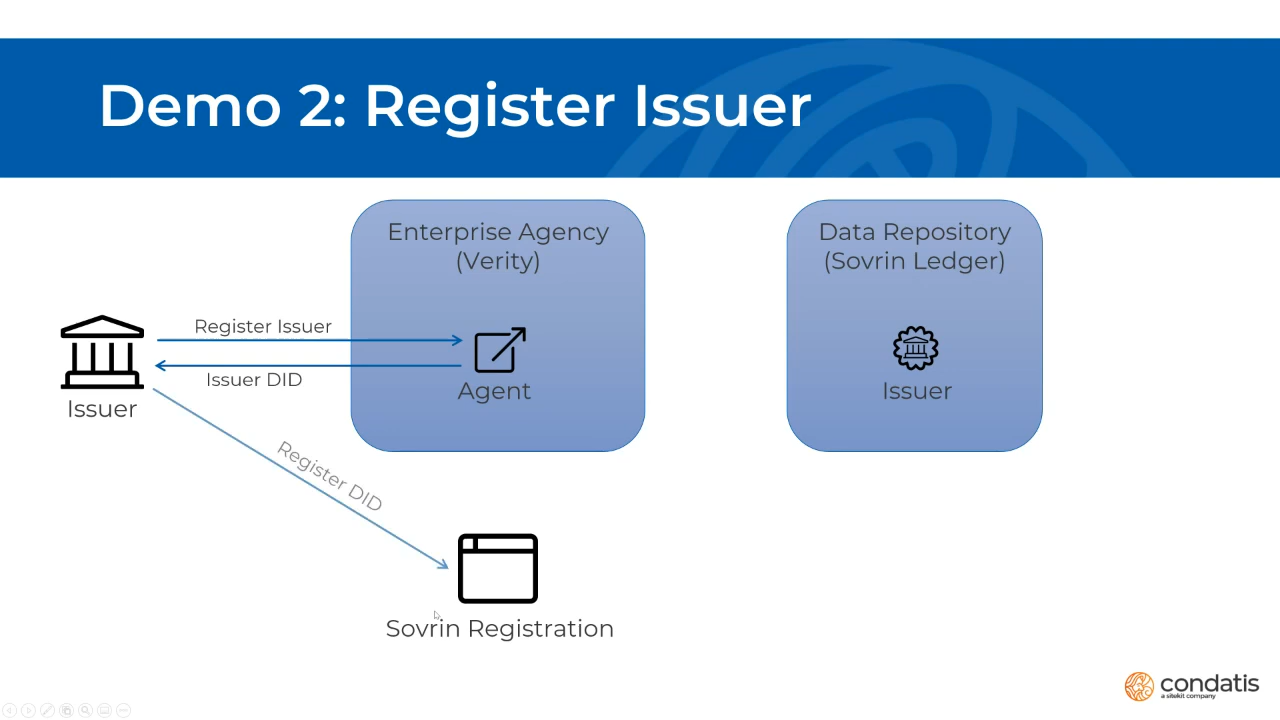 Demo 2: Register Issuer
Enterprise Agency
(Verity)
Data Repository
(Sovrin Ledger)
Register Issuer
Issuer DID
Agent
Issuer
Issuer
Register DID
Sovrin Registration
condatis
a sitekit company